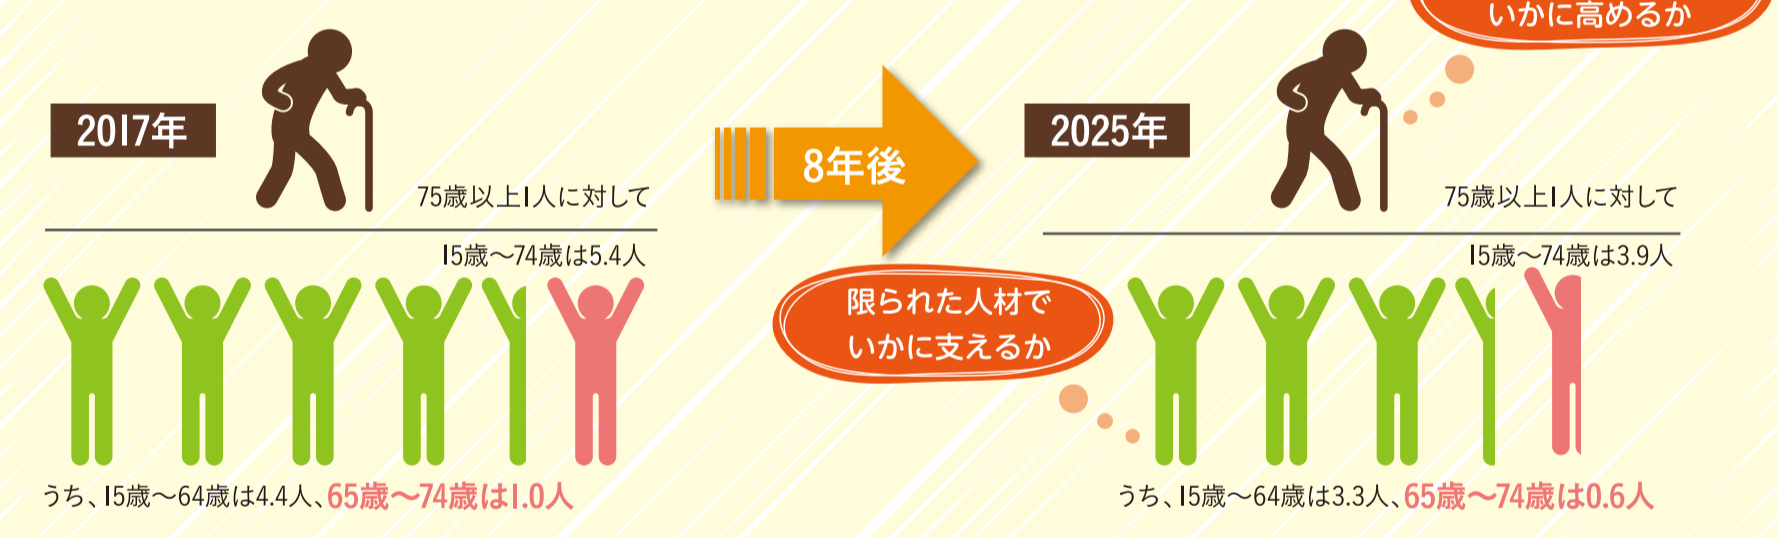 いかに高めるか
2017年
75歳以上1人に対して
15歳～74歳は5.4人
うち、15歳～64歳は4.4人、65歳～74歳は1.0人
8年後
限られた人材で
いかに支えるか
2025年
75歳以上1人に対して
15歳～74歳は3.9人
うち、15歳～64歳は3.3人、65歳～74歳は0.6人